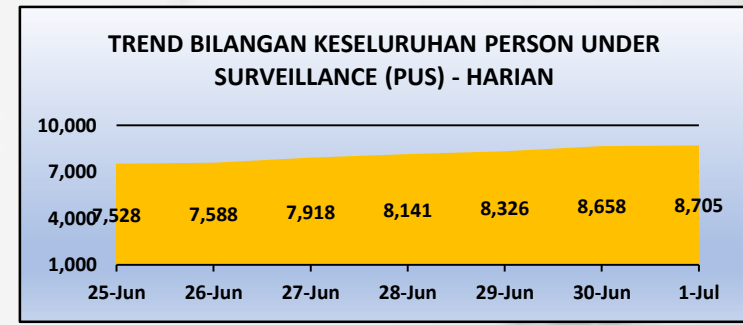 TREND BILANGAN KESELURUHAN PERSON UNDER
SURVEILLANCE (PUS) - HARIAN
10,000
7,000
4,000
1,000
7,528 7,588 7,918 8,141 8,326 8,658 8,705
25-Jun 26-Jun 27-Jun 28-Jun 29-Jun 30-Jun 1-Jul